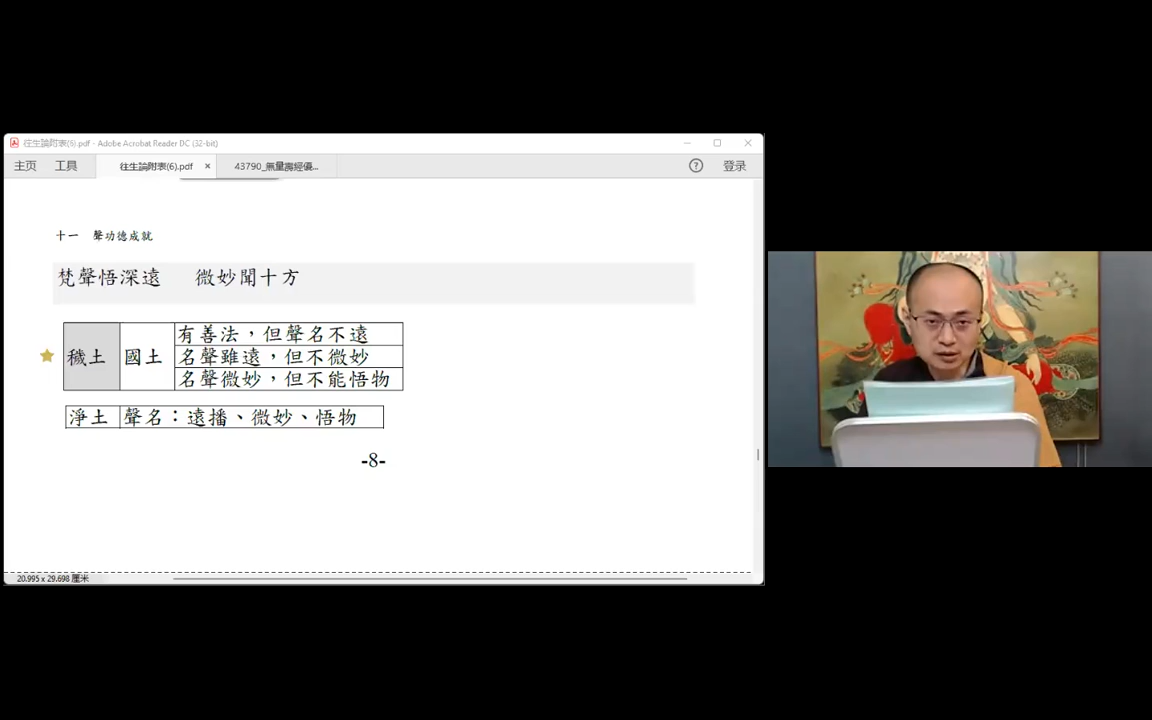 往生論附表(6).pdf - Adobe Acrobat Reader DC (32-bit)
主页 工具 往生論附表(6).pdf × 43790_無量壽經優... ? 登录
十一 聲功德成就
梵聲悟深遠 微妙聞十方
穢土 國土 有善法，但聲名不遠
名聲雖遠，但不微妙
名聲微妙，但不能悟物
淨土 聲名：遠播、微妙、悟物
-8-
20.995 x 29.698 厘米